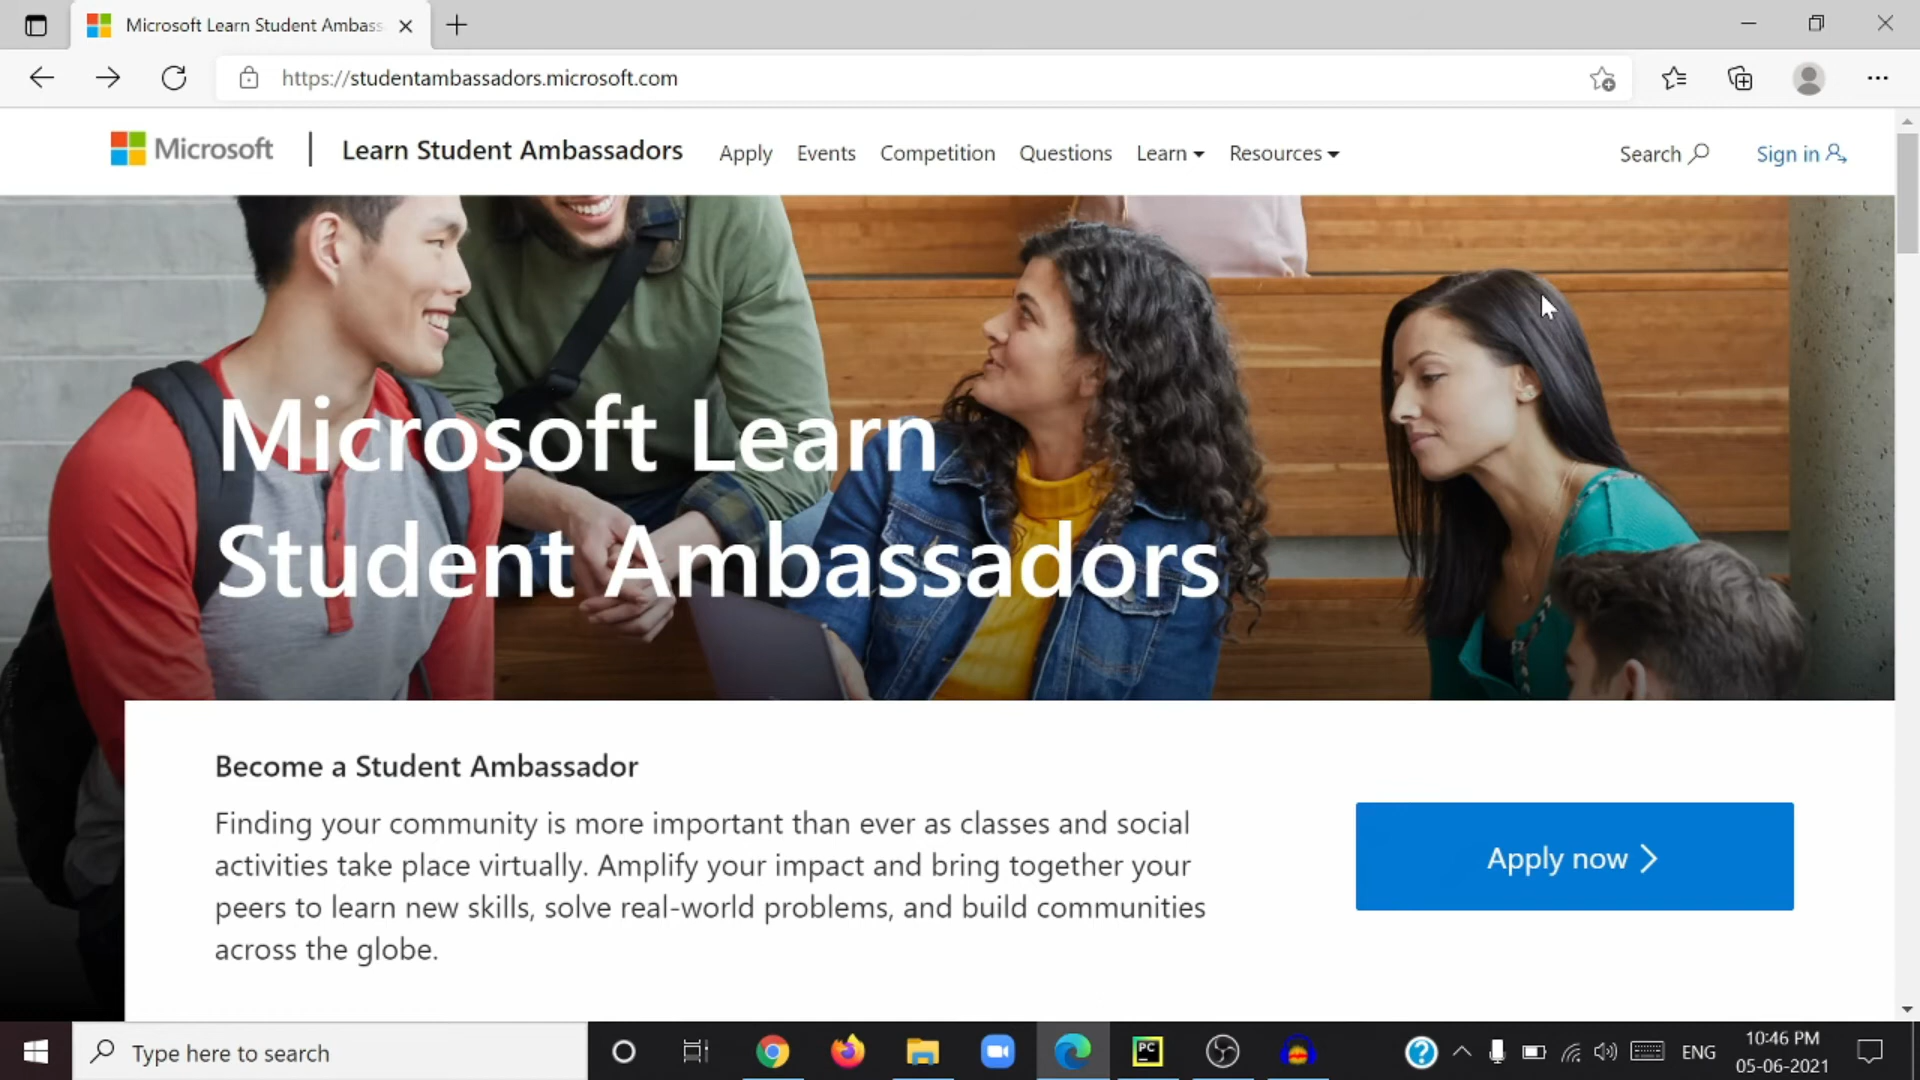 Microsoft Learn Student Ambass
https://studentambassadors.microsoft.com
Microsoft | Learn Student Ambassadors Apply Events Competition Questions Learn Resources Search Sign in
Microsoft Learn
Student Ambassadors
Become a Student Ambassador
Finding your community is more important than ever as classes and social
activities take place virtually. Amplify your impact and bring together your
peers to learn new skills, solve real-world problems, and build communities
across the globe.
Apply now
Type here to search
PC
ENG
10:46 PM
05-06-2021